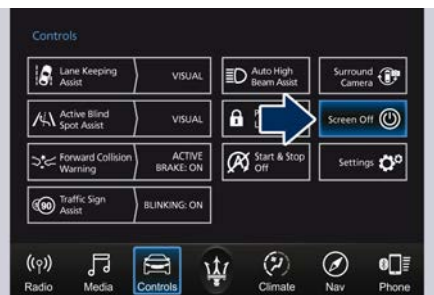 Controls
Lane Keeping
Assist
VISUAL
Auto High
Beam Assist
Surround
Camera
Active Blind
Spot Assist
VISUAL
Screen Off
Forward Collision
Warning
ACTIVE
BRAKE: ON
Start & Stop
Off
Settings
90
Traffic Sign
Assist
BLINKING: ON
Radio
Media
Controls
Climate
Nav
Phone